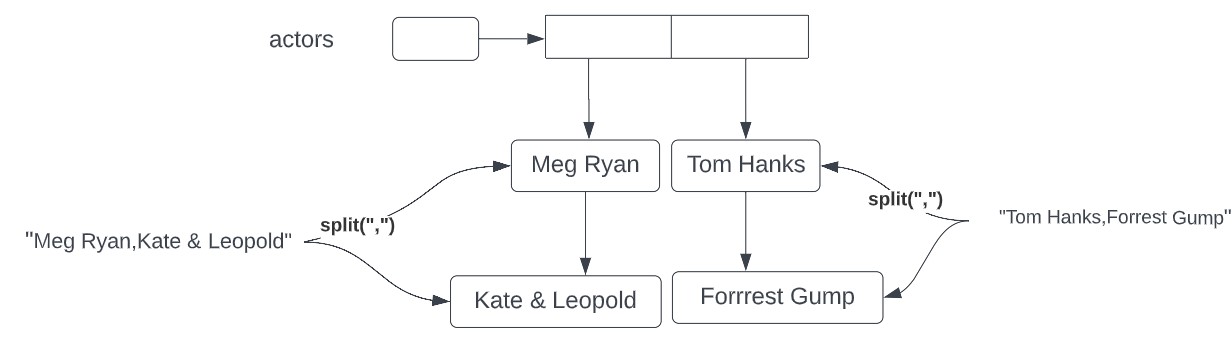 actors
Meg Ryan
Tom Hanks
split(",")
split(",")
"Tom Hanks,Forrest Gump"
"Meg Ryan,Kate & Leopold"
Kate & Leopold
Forrrest Gump